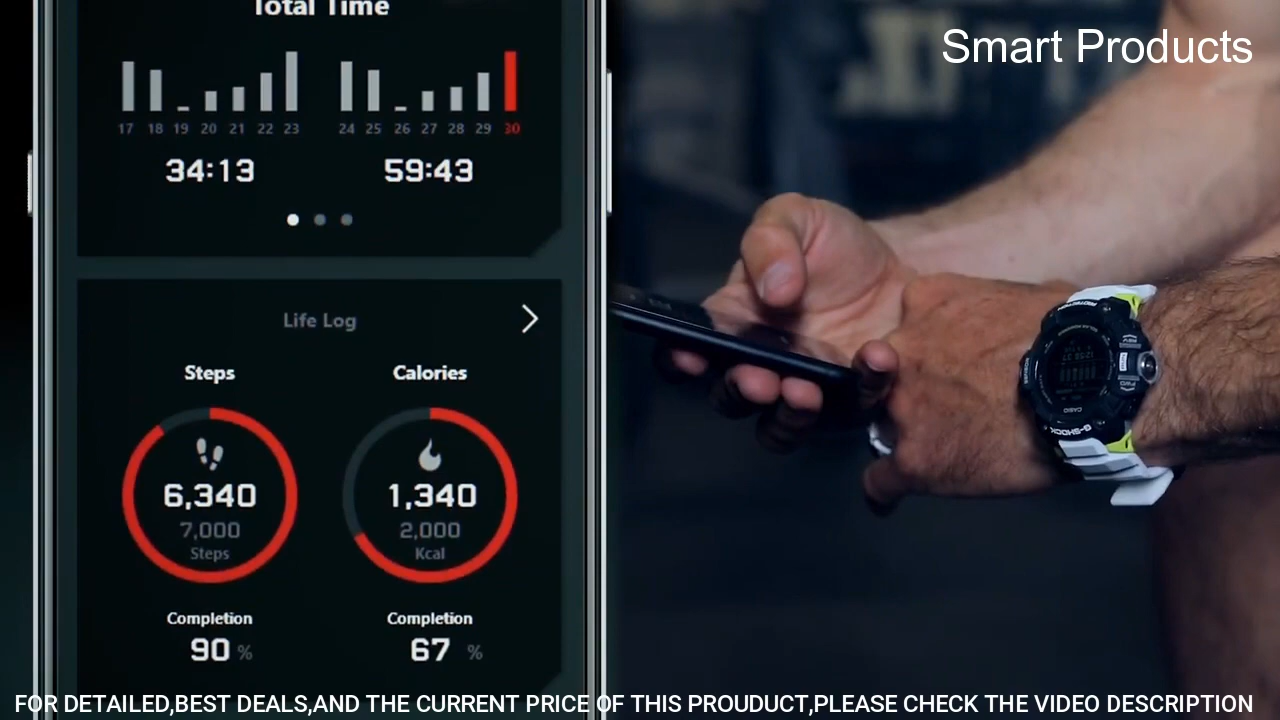 Total Time
Smart Products
17 18 19 20 21 22 23 24 25 26 27 28 29 30
34:13 59:43
Life Log
Steps Calories
6,340 1,340
7,000 2,000
Steps Kcal
Completion Completion
90 % 67 %
CASIO
G-SHOCK
FOR DETAILED,BEST DEALS,AND THE CURRENT PRICE OF THIS PROUDUCT,PLEASE CHECK THE VIDEO DESCRIPTION